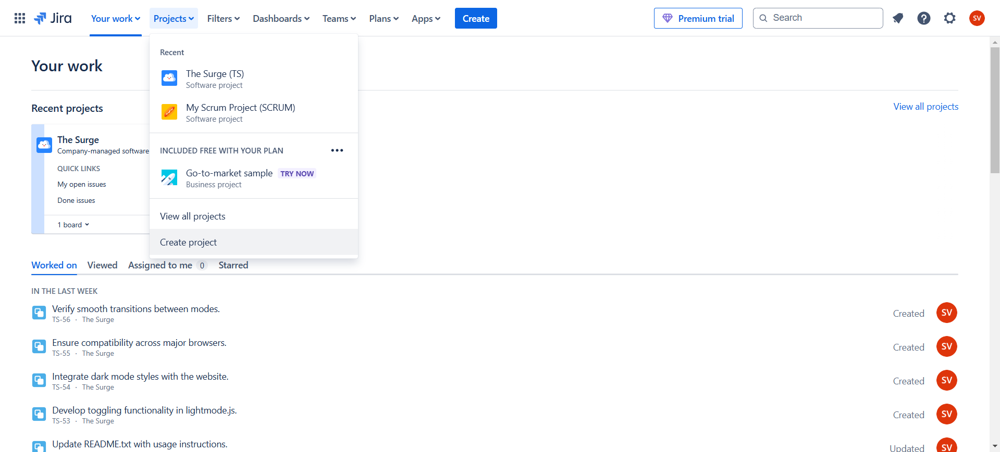 Jira Your work Projects Filters Dashboards Teams Plans Apps Create Premium trial Search SV
Recent
The Surge (TS)
Software project
My Scrum Project (SCRUM)
Software project
INCLUDED FREE WITH YOUR PLAN
Go-to-market sample TRY NOW
Business project
View all projects
Create project
Your work
Recent projects
View all projects
The Surge
Company-managed software
QUICK LINKS
My open issues
Done issues
1 board
Worked on Viewed Assigned to me 0 Starred
IN THE LAST WEEK
Verify smooth transitions between modes.
TS-56 · The Surge
Created SV
Ensure compatibility across major browsers.
TS-55 · The Surge
Created SV
Integrate dark mode styles with the website.
TS-54 · The Surge
Created SV
Develop toggling functionality in lightmode.js.
TS-53 · The Surge
Created SV
Update README.txt with usage instructions.
Updated SV